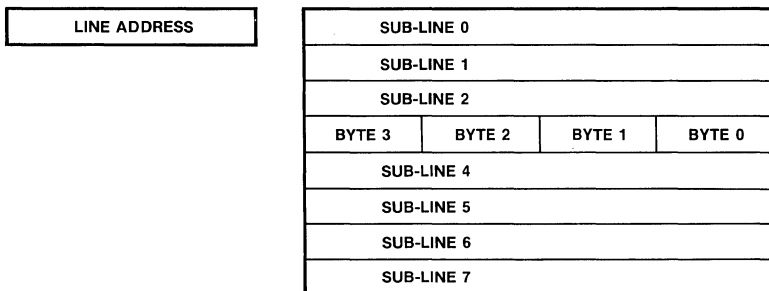 LINE ADDRESS
SUB-LINE 0
SUB-LINE 1
SUB-LINE 2
BYTE 3 BYTE 2 BYTE 1 BYTE 0
SUB-LINE 4
SUB-LINE 5
SUB-LINE 6
SUB-LINE 7